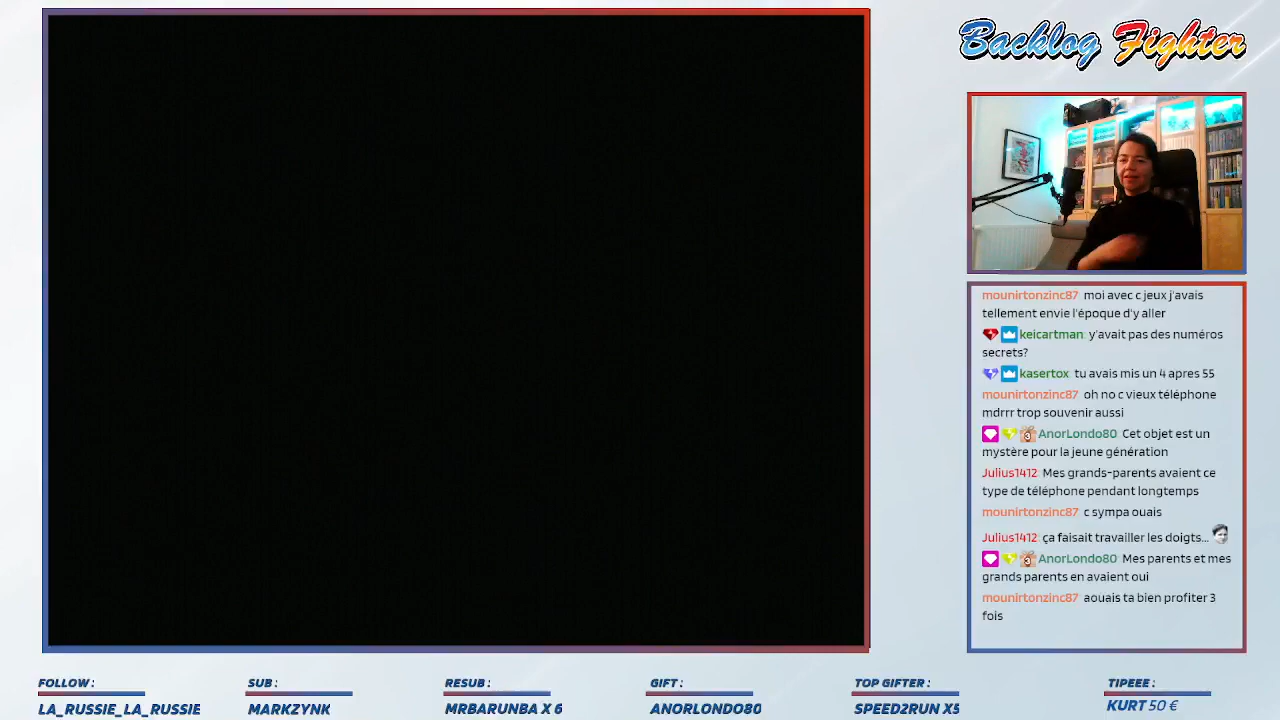 Backlog Fighter
mounirtonzinc87 moi avec c jeux j'avais
tellement envie l'époque d'y aller
keicartman: y'avait pas des numéros
secrets?
kasertox tu avais mis un 4 apres 55
mounirtonzinc87 oh no c vieux téléphone
mdrrr trop souvenir aussi
AnorLondo80 Cet objet est un
mystère pour la jeune génération
Julius1412: Mes grands-parents avaient ce
type de téléphone pendant longtemps
mounirtonzinc87 c sympa ouais
Julius1412: ça faisait travailler les doigts...
AnorLondo80 Mes parents et mes
grands parents en avaient oui
mounirtonzinc87 aouais ta bien profiter 3
fois
FOLLOW :
LA_RUSSIE_LA_RUSSIE
SUB :
MARKZYNK
RESUB :
MRBARUNBA X 6
GIFT :
ANORLONDO80
TOP GIFTER :
SPEED2RUN X5
TIPEEE :
KURT 50 €